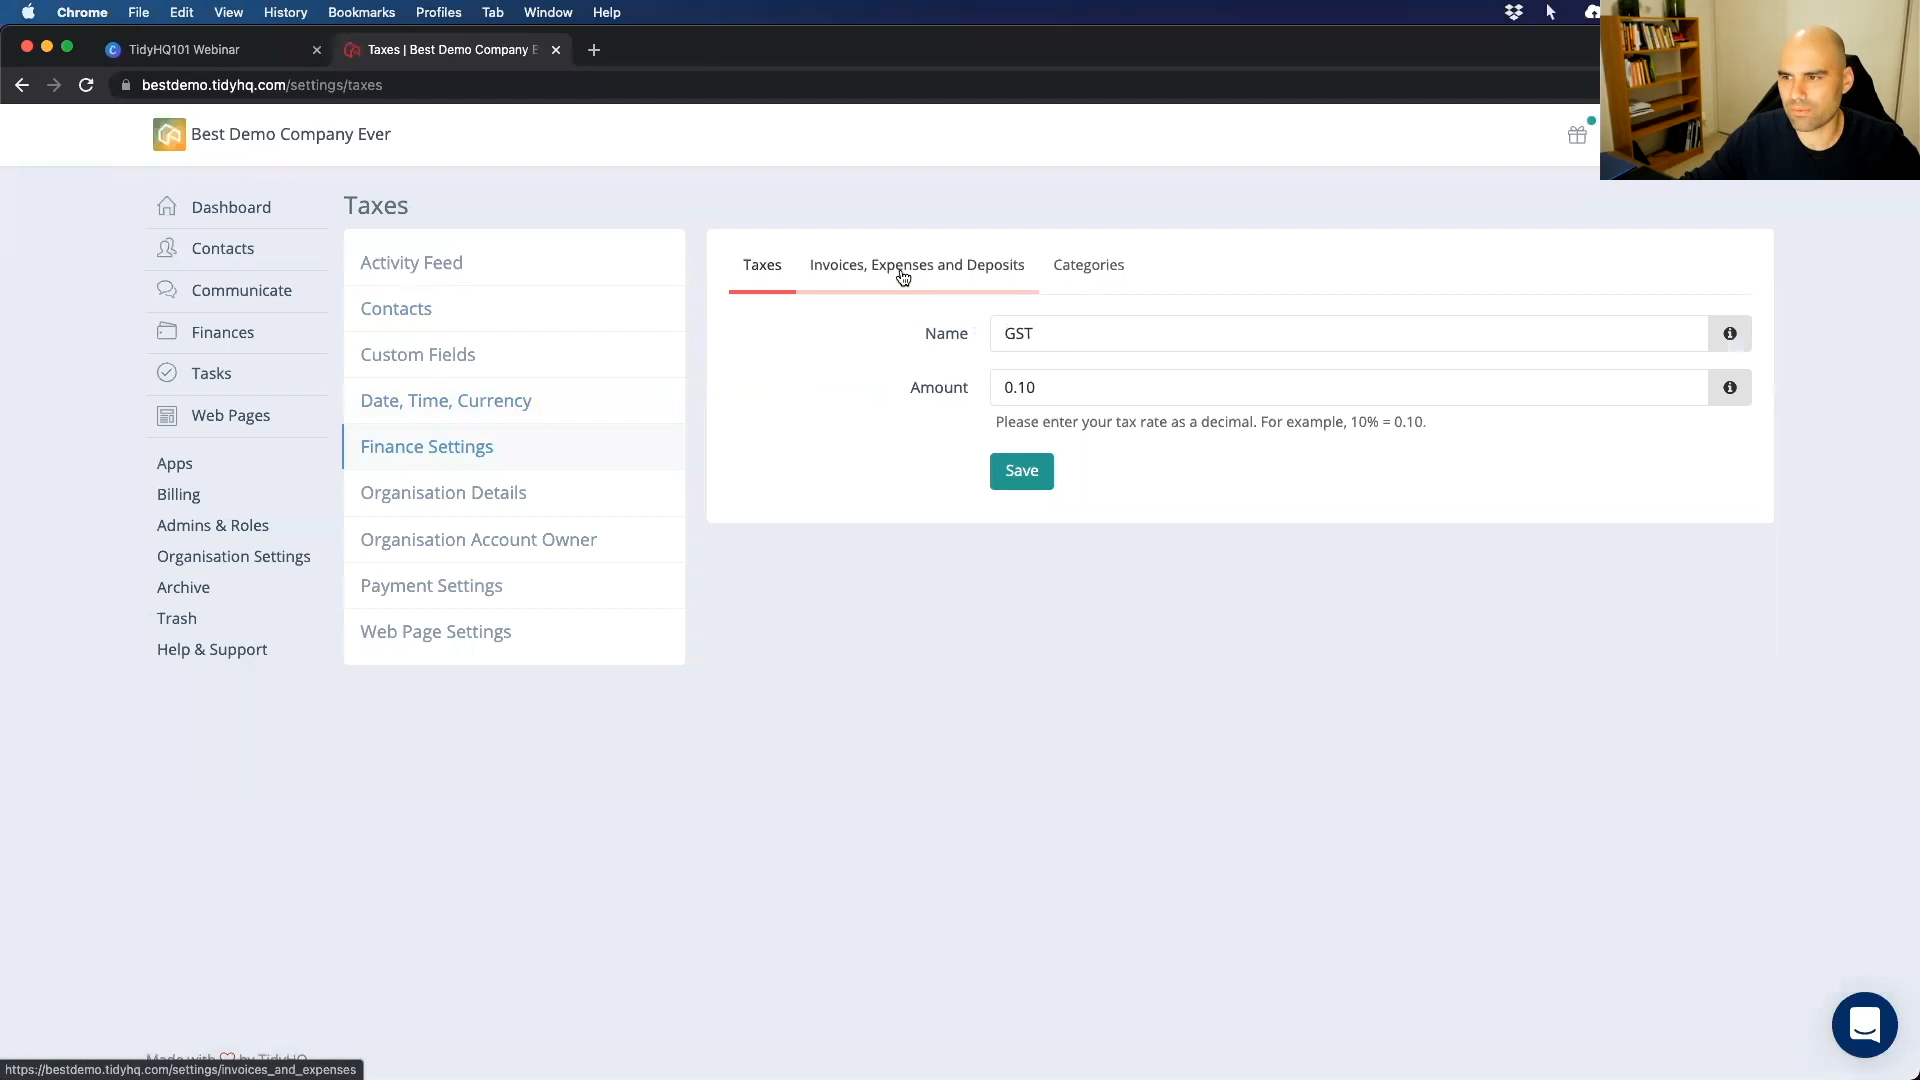 Chrome File Edit View History Bookmarks Profiles Tab Window Help
TidyHQ101 Webinar
Taxes | Best Demo Company E
bestdemo.tidyhq.com/settings/taxes
Best Demo Company Ever
Dashboard
Contacts
Communicate
Finances
Tasks
Web Pages
Apps
Billing
Admins & Roles
Organisation Settings
Archive
Trash
Help & Support
Taxes
Activity Feed
Contacts
Custom Fields
Date, Time, Currency
Finance Settings
Organisation Details
Organisation Account Owner
Payment Settings
Web Page Settings
Taxes Invoices, Expenses and Deposits Categories
Name GST
Amount 0.10
Please enter your tax rate as a decimal. For example, 10% = 0.10.
Save
Made with by TidyHQ
https://bestdemo.tidyhq.com/settings/invoices_and_expenses